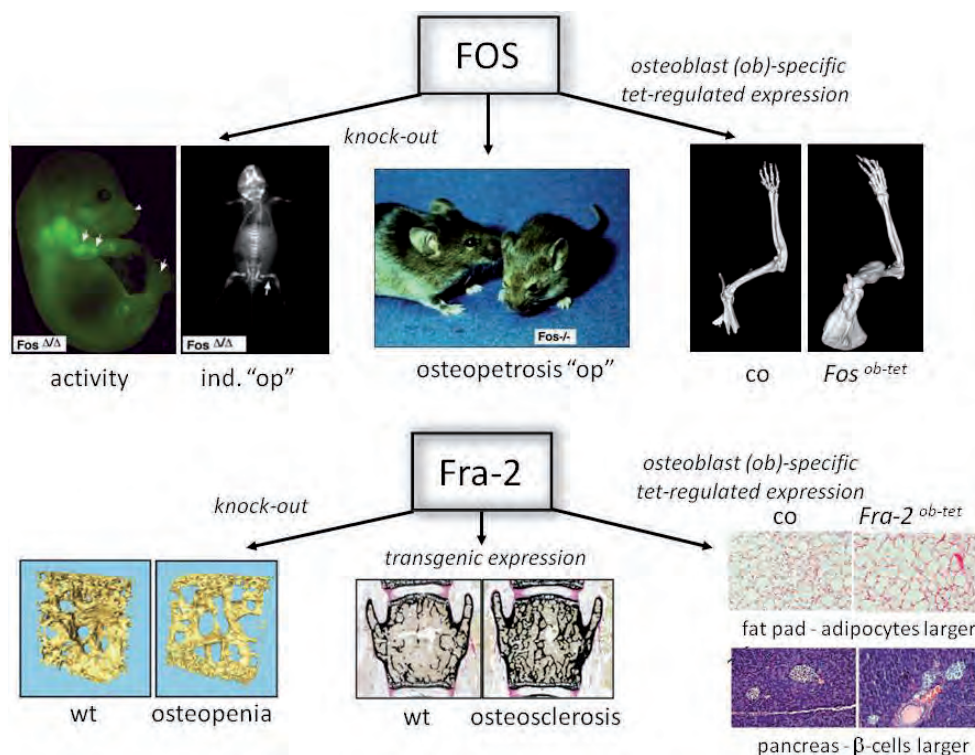 FOS
osteoblast (ob)-specific
tet-regulated expression
knock-out
Fos Δ/Δ
Fos Δ/Δ
Fos-/-
activity
ind. “op”
osteopetrosis “op”
co
Fos ob-tet
Fra-2
osteoblast (ob)-specific
tet-regulated expression
knock-out
transgenic expression
co
Fra-2 ob-tet
fat pad - adipocytes larger
wt
osteopenia
wt
osteosclerosis
pancreas - β-cells larger